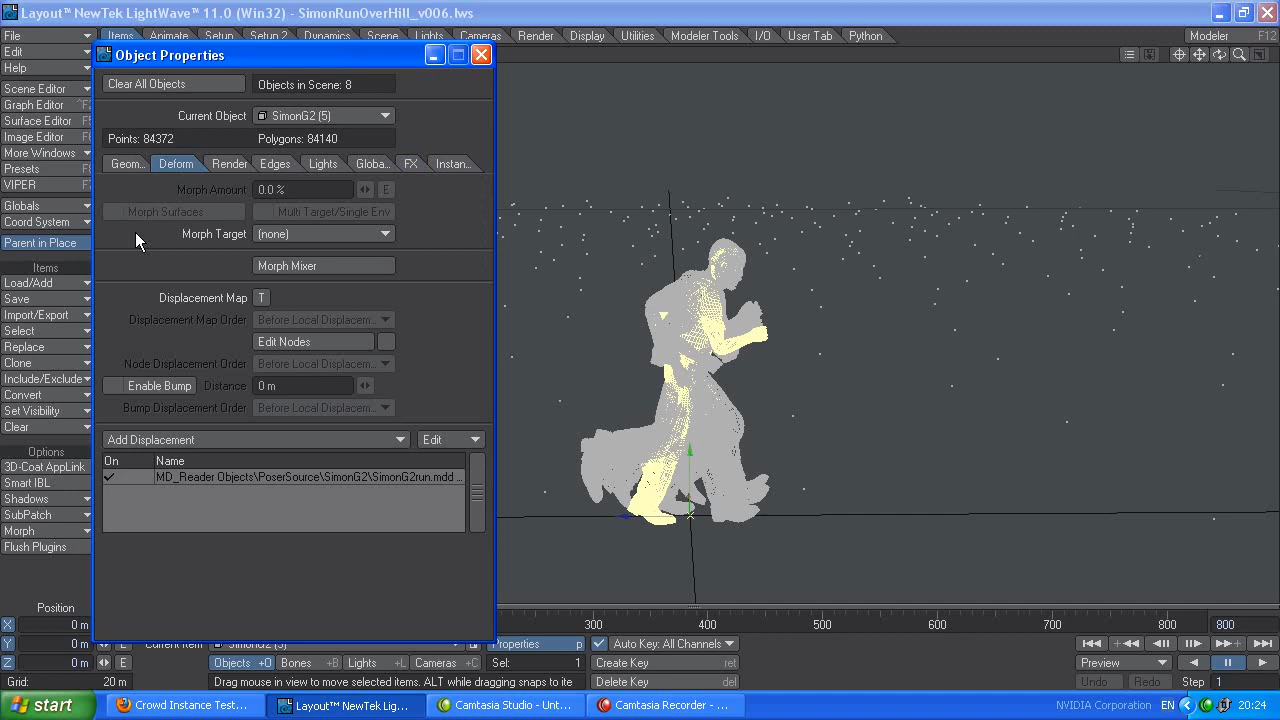 Layout™ NewTek LightWave™ 11.0 (Win32) - SimonRunOverHill_v006.lws
File
Items
Animate
Setup
Setup 2
Dynamics
Scene
Lights
Cameras
Render
Display
Utilities
Modeler Tools
I/O
User Tab
Python
Modeler F12
Edit
Help
Scene Editor
Graph Editor
Surface Editor
Image Editor
More Windows
Presets
VIPER
Globals
Coord System
Parent in Place
Items
Load/Add
Save
Import/Export
Select
Replace
Clone
Include/Exclude
Convert
Set Visibility
Clear
Options
3D-Coat AppLink
Smart IBL
Shadows
SubPatch
Morph
Flush Plugins
Object Properties
Clear All Objects
Objects in Scene: 8
Current Object
SimonG2 (5)
Points: 84372
Polygons: 84140
Geom...
Deform
Render
Edges
Lights
Globa...
FX
Instan...
Morph Amount
0.0 %
E
Morph Surfaces
Multi Target/Single Env
Morph Target
(none)
Morph Mixer
Displacement Map
T
Displacement Map Order
Before Local Displacem...
Edit Nodes
Node Displacement Order
Before Local Displacem...
Enable Bump
Distance
0 m
Bump Displacement Order
Before Local Displacem...
Add Displacement
Edit
On
Name
MD_Reader Objects\PoserSource\SimonG2\SimonG2run.mdd ...
Position
X 0 m E
Y 0 m E
Z 0 m E
Grid: 20 m
300
400
500
600
700
800
800
Current Item
SimonG2 (5)
Properties p
Auto Key: All Channels
Objects +O
Bones +B
Lights +L
Cameras +C
Sel: 1
Create Key ret
Preview
Drag mouse in view to move selected items. ALT while dragging snaps to ite
Delete Key del
Undo
Redo
Step 1
start
Crowd Instance Test...
Layout™ NewTek Lig...
Camtasia Studio - Unt...
Camtasia Recorder - ...
NVIDIA Corporation
EN
20:24